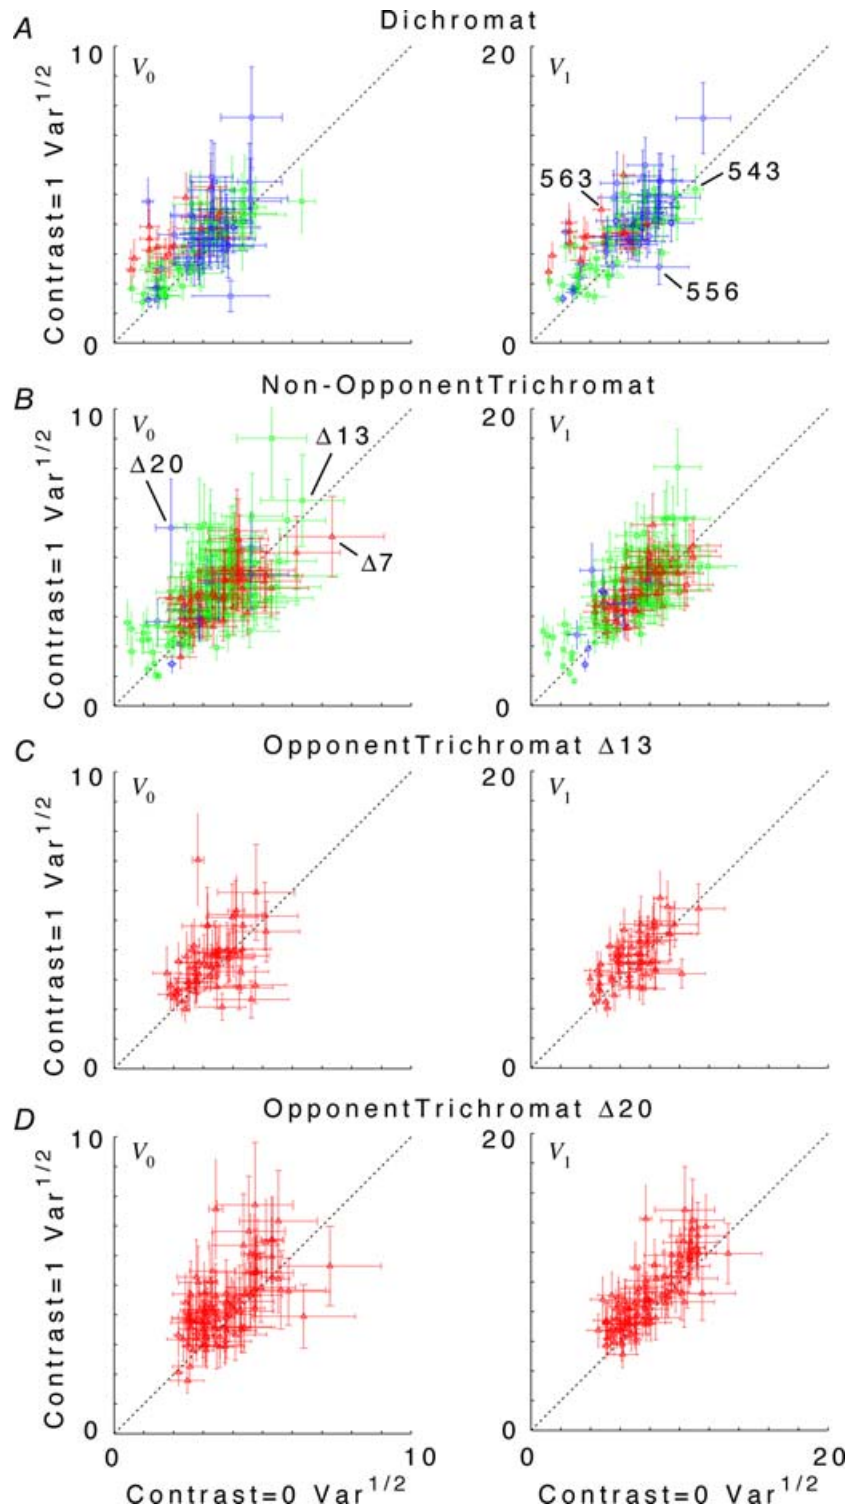 A
Dichromat
10
V0
Contrast=1 Var1/2
0
20
V1
563
543
556
B
Non-OpponentTrichromat
10
V0
Δ20
Δ13
Δ7
Contrast=1 Var1/2
0
20
V1
0
C
OpponentTrichromat Δ13
10
V0
Contrast=1 Var1/2
0
20
V1
0
D
OpponentTrichromat Δ20
10
V0
Contrast=1 Var1/2
0
0
10
Contrast=0 Var1/2
20
V1
0
0
20
Contrast=0 Var1/2